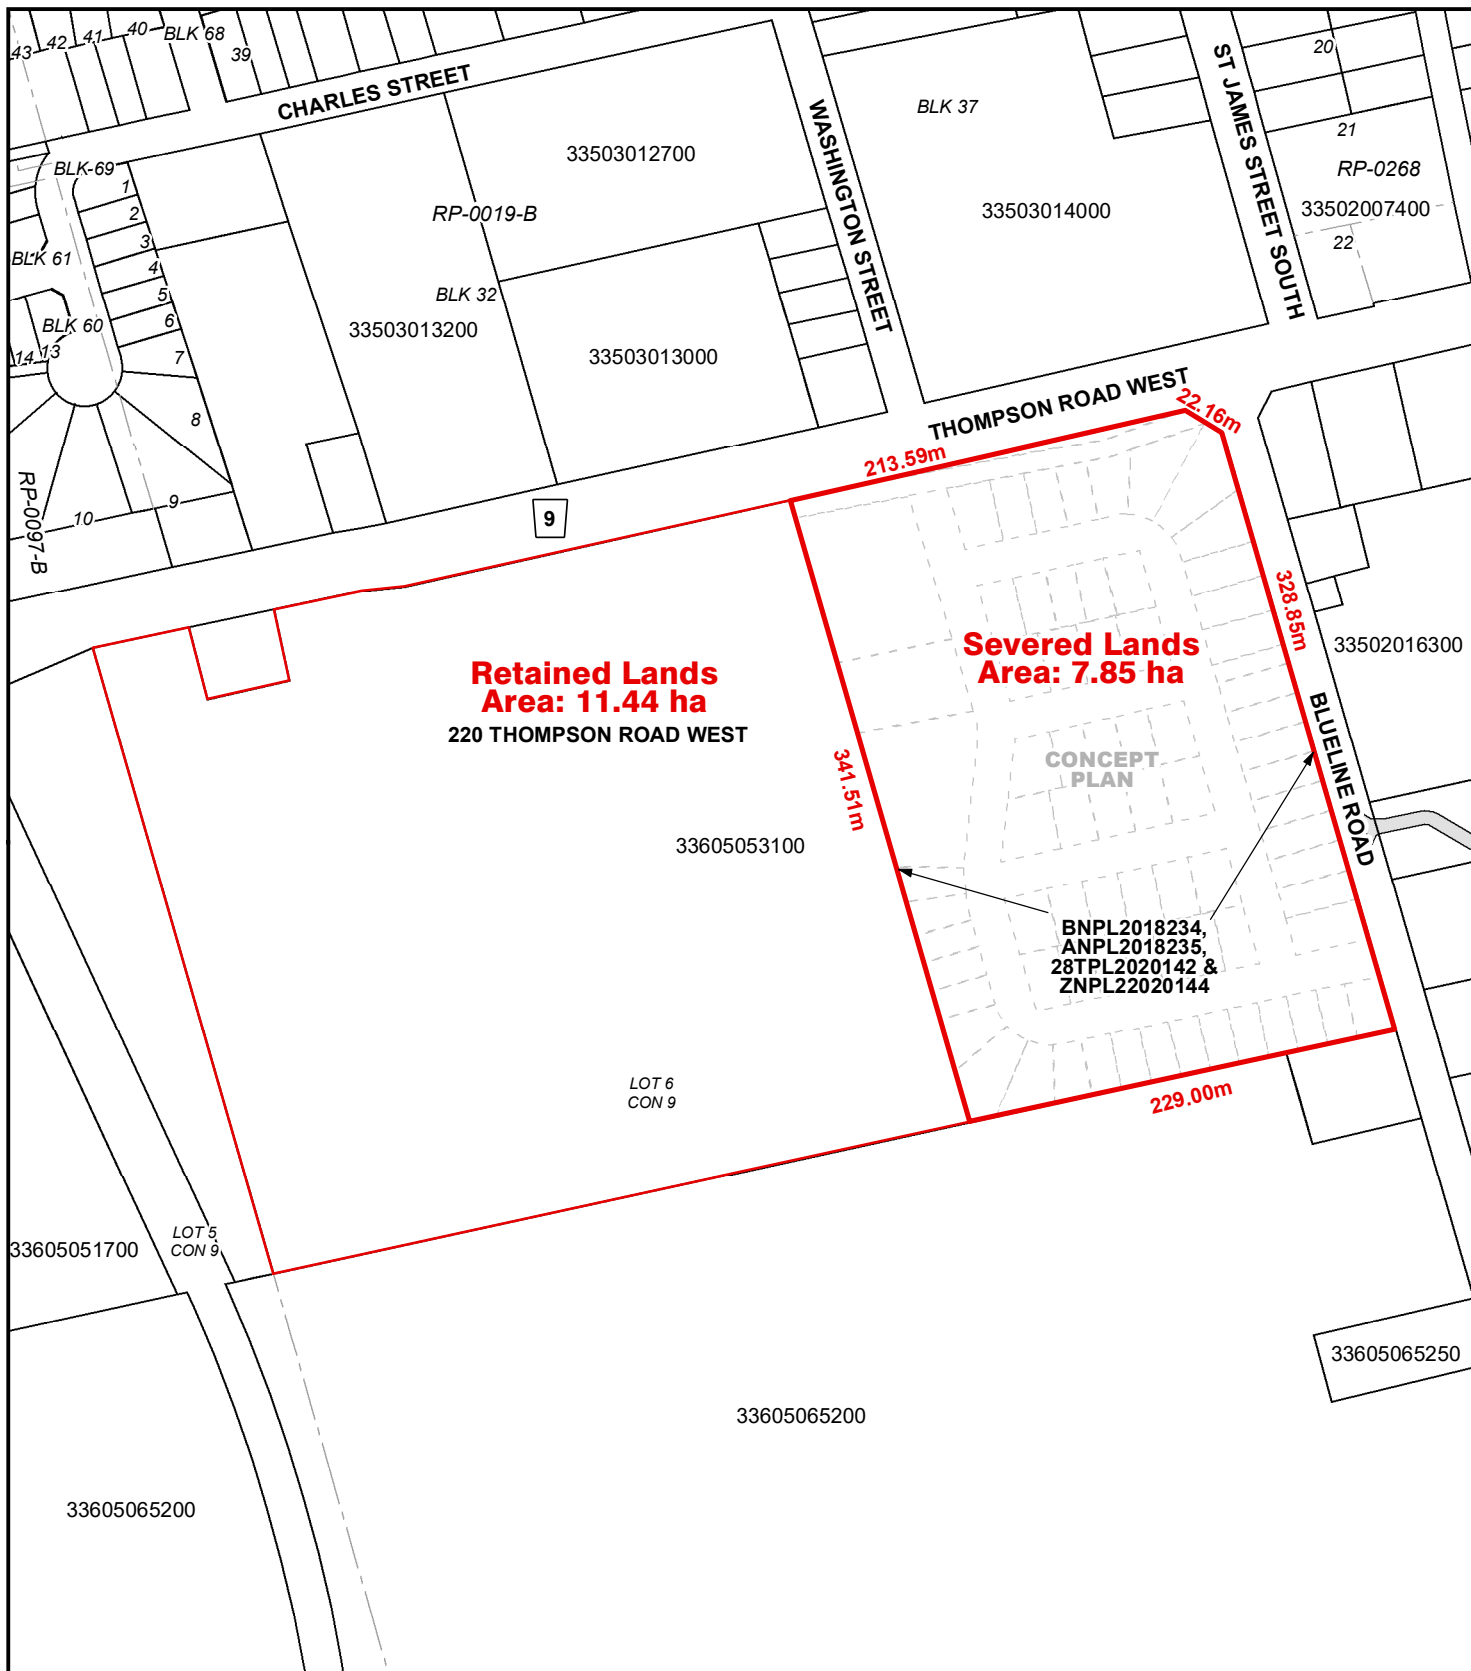 43
42
41
40
BLK 68
39
CHARLES STREET
BLK 69
1
2
3
4
5
6
7
8
9
10
BLK 61
BLK 60
14
13
RP-0097-B
33503012700
RP-0019-B
BLK 32
33503013200
33503013000
WASHINGTON STREET
BLK 37
33503014000
ST JAMES STREET SOUTH
20
21
RP-0268
33502007400
22
THOMPSON ROAD WEST
22.16m
213.59m
9
328.85m
33502016300
Severed Lands
Area: 7.85 ha
Retained Lands
Area: 11.44 ha
220 THOMPSON ROAD WEST
BLUELINE ROAD
CONCEPT
PLAN
341.51m
33605053100
BNPL2018234,
ANPL2018235,
28TPL2020142 &
ZNPL22020144
LOT 6
CON 9
229.00m
33605051700
LOT 5
CON 9
33605065250
33605065200
33605065200